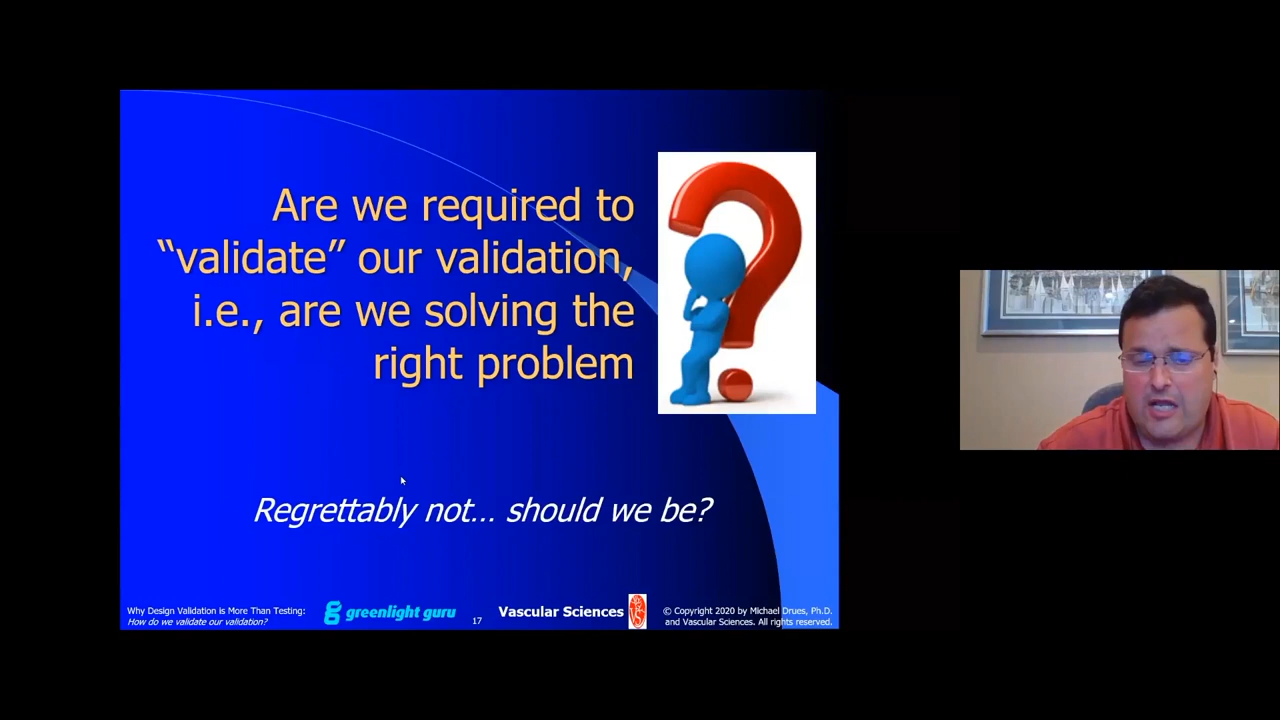 Are we required to
“validate” our validation,
i.e., are we solving the
right problem
Regrettably not... should we be?
Why Design Validation is More Than Testing:
How do we validate our validation?
greenlight guru
17
Vascular Sciences
© Copyright 2020 by Michael Drues, Ph.D.
and Vascular Sciences. All rights reserved.